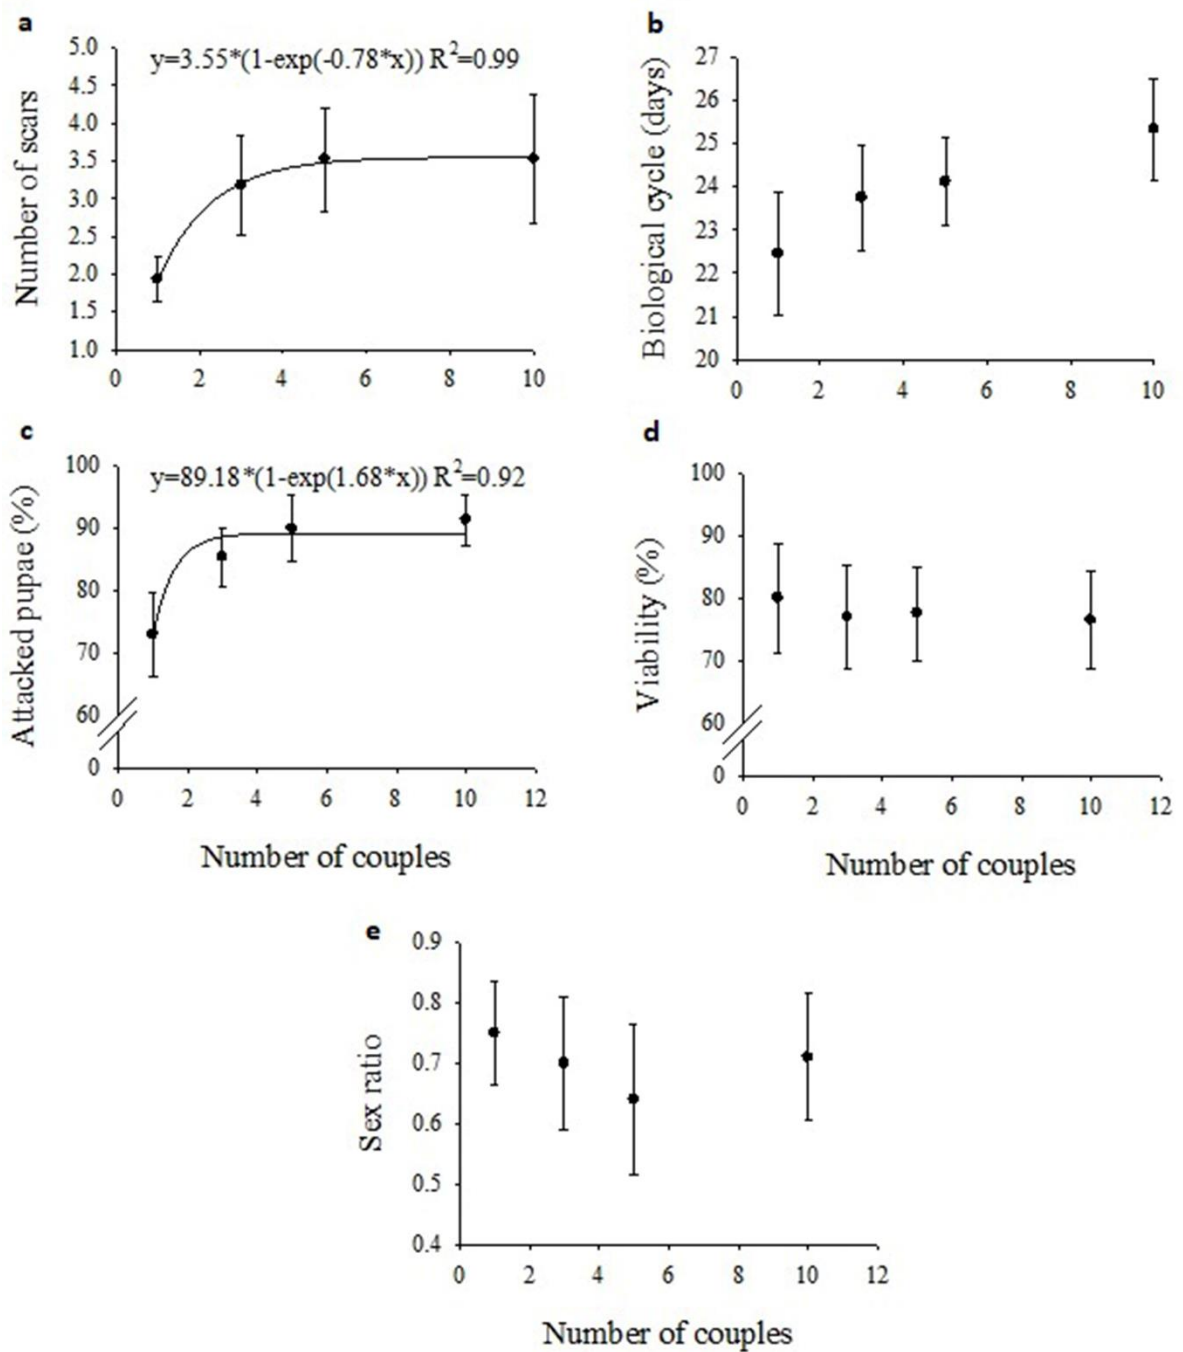 a
y=3.55*(1-exp(-0.78*x)) R²=0.99
Number of scars
5.0
4.5
4.0
3.5
3.0
2.5
2.0
1.5
1.0
0 2 4 6 8 10
b
Biological cycle (days)
27
26
25
24
23
22
21
20
0 2 4 6 8 10
c
y=89.18*(1-exp(1.68*x)) R²=0.92
Attacked pupae (%)
100
90
80
70
60
0
0 2 4 6 8 10 12
Number of couples
d
Viability (%)
100
90
80
70
60
0
0 2 4 6 8 10 12
Number of couples
e
Sex ratio
0.9
0.8
0.7
0.6
0.5
0.4
0 2 4 6 8 10 12
Number of couples